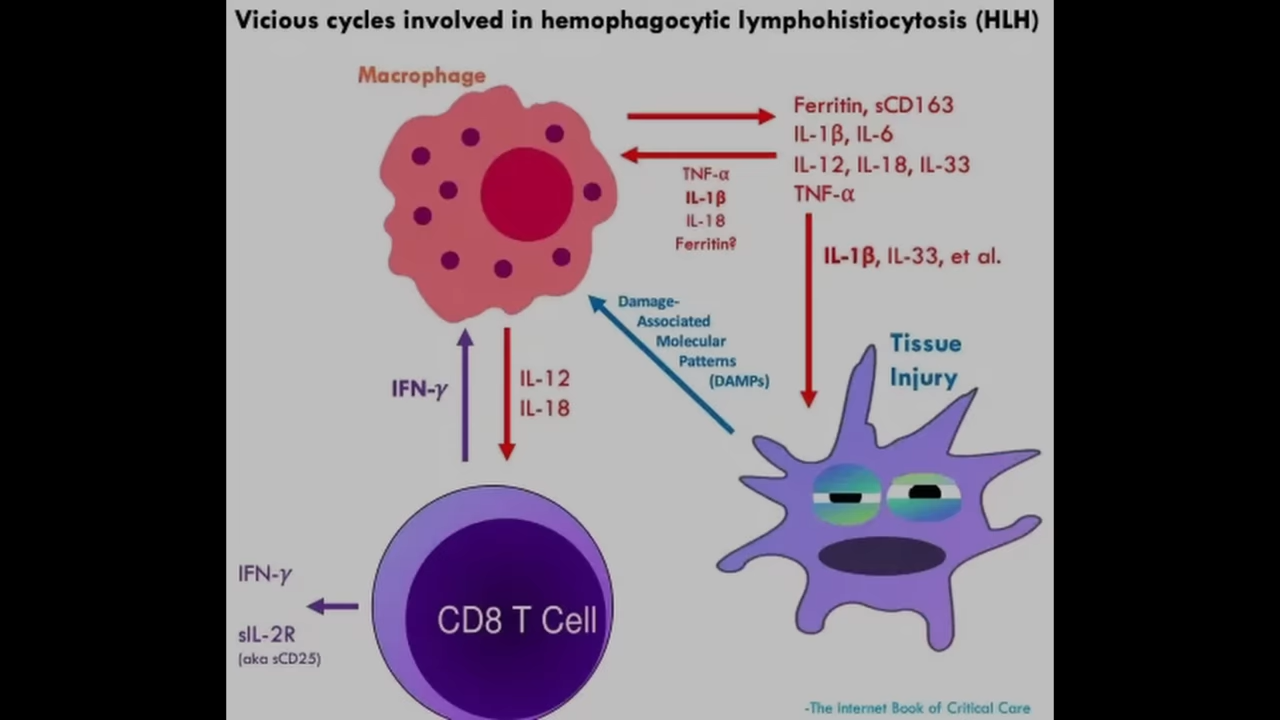 Vicious cycles involved in hemophagocytic lymphohistiocytosis (HLH)
Macrophage
Ferritin, sCD163
IL-1β, IL-6
IL-12, IL-18, IL-33
TNF-α
TNF-α
IL-1β
IL-18
Ferritin?
IL-1β, IL-33, et al.
Damage-
Associated
Molecular
Patterns
(DAMPs)
Tissue
Injury
IFN-γ
IL-12
IL-18
CD8 T Cell
IFN-γ
sIL-2R
(aka sCD25)
-The Internet Book of Critical Care